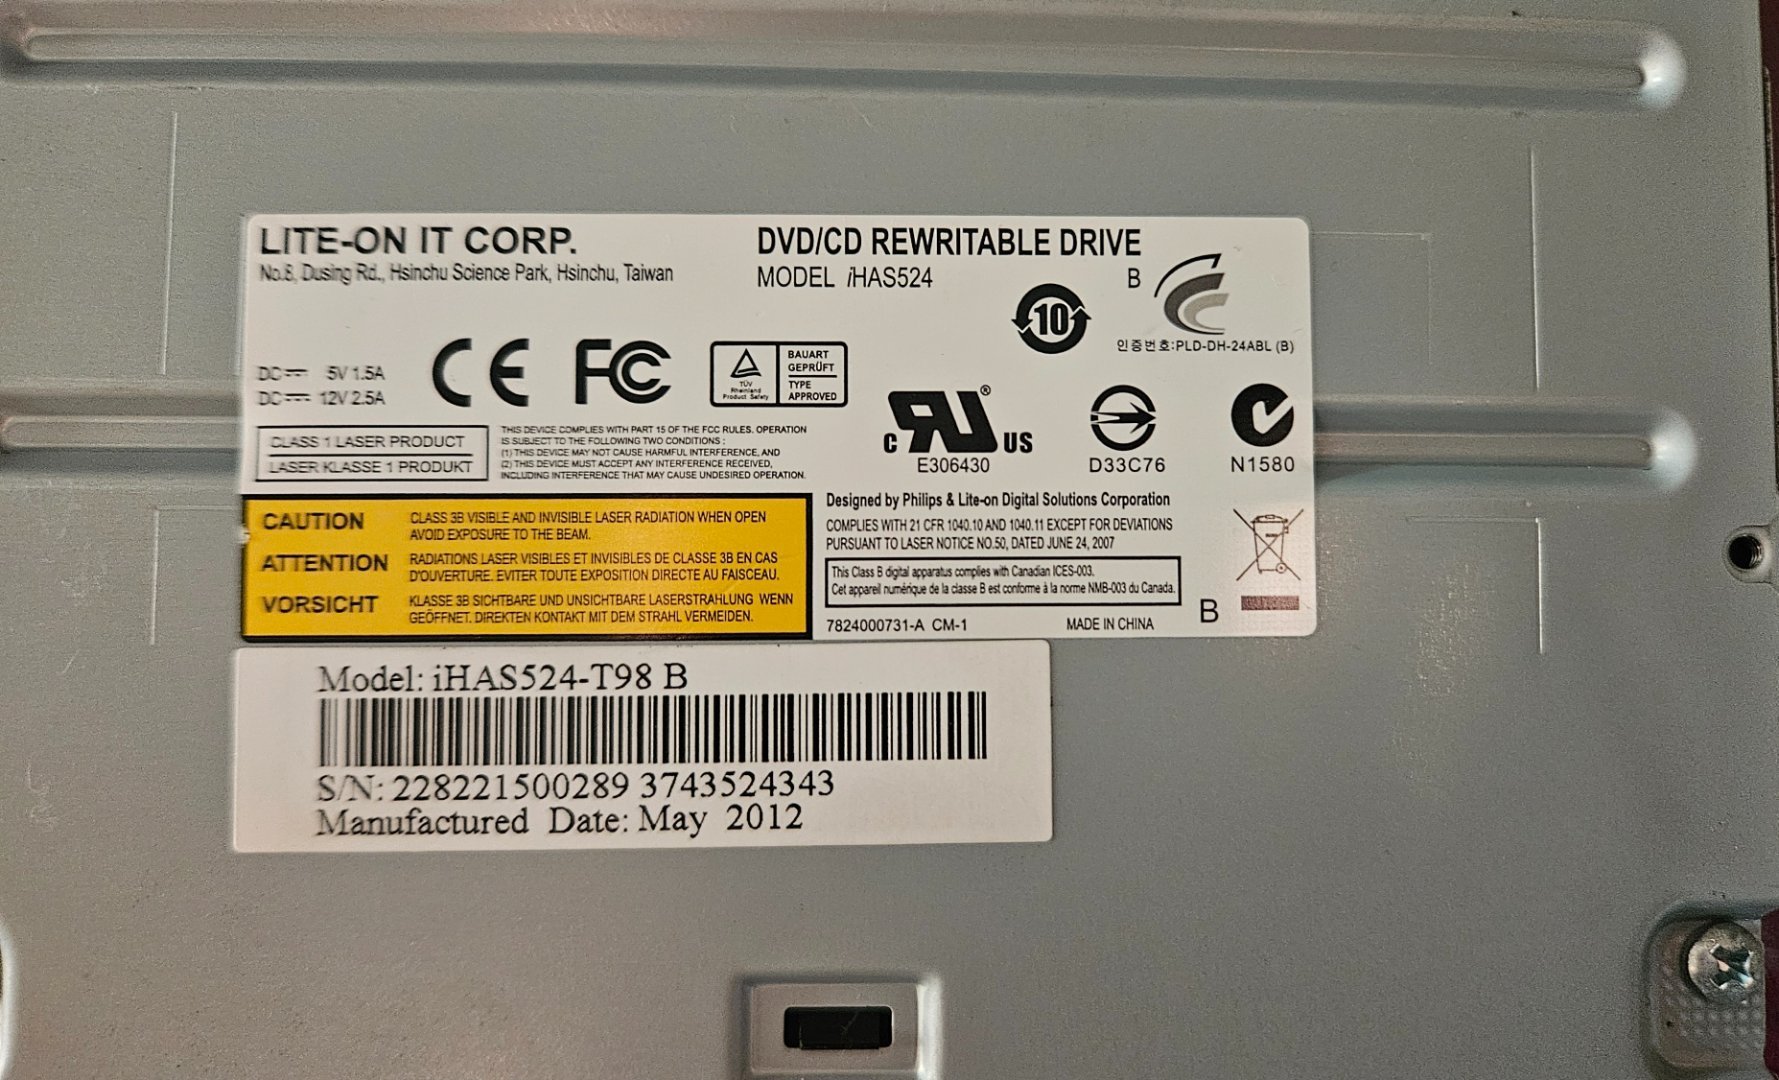 LITE-ON IT CORP.
No.8, Dusing Rd., Hsinchu Science Park, Hsinchu, Taiwan
DVD/CD REWRITABLE DRIVE
MODEL iHAS524
B
10
인증번호:PLD-DH-24ABL (B)
DC 5V 1.5A
DC 12V 2.5A
CE FC
TÜV
Rheinland
Product Safety
BAUART
GEPRÜFT
TYPE
APPROVED
c RU ® US
E306430
D33C76
N1580
CLASS 1 LASER PRODUCT
LASER KLASSE 1 PRODUKT
THIS DEVICE COMPLIES WITH PART 15 OF THE FCC RULES. OPERATION
IS SUBJECT TO THE FOLLOWING TWO CONDITIONS :
(1) THIS DEVICE MAY NOT CAUSE HARMFUL INTERFERENCE, AND
(2) THIS DEVICE MUST ACCEPT ANY INTERFERENCE RECEIVED,
INCLUDING INTERFERENCE THAT MAY CAUSE UNDESIRED OPERATION.
CAUTION
CLASS 3B VISIBLE AND INVISIBLE LASER RADIATION WHEN OPEN
AVOID EXPOSURE TO THE BEAM.
ATTENTION
RADIATIONS LASER VISIBLES ET INVISIBLES DE CLASSE 3B EN CAS
D'OUVERTURE. EVITER TOUTE EXPOSITION DIRECTE AU FAISCEAU.
VORSICHT
KLASSE 3B SICHTBARE UND UNSICHTBARE LASERSTRAHLUNG WENN
GEÖFFNET. DIREKTEN KONTAKT MIT DEM STRAHL VERMEIDEN.
Designed by Philips & Lite-on Digital Solutions Corporation
COMPLIES WITH 21 CFR 1040.10 AND 1040.11 EXCEPT FOR DEVIATIONS
PURSUANT TO LASER NOTICE NO.50, DATED JUNE 24, 2007
This Class B digital apparatus complies with Canadian ICES-003.
Cet appareil numérique de la classe B est conforme à la norme NMB-003 du Canada.
7824000731-A CM-1
MADE IN CHINA
B
Model: iHAS524-T98 B
S/N: 228221500289 3743524343
Manufactured Date: May 2012